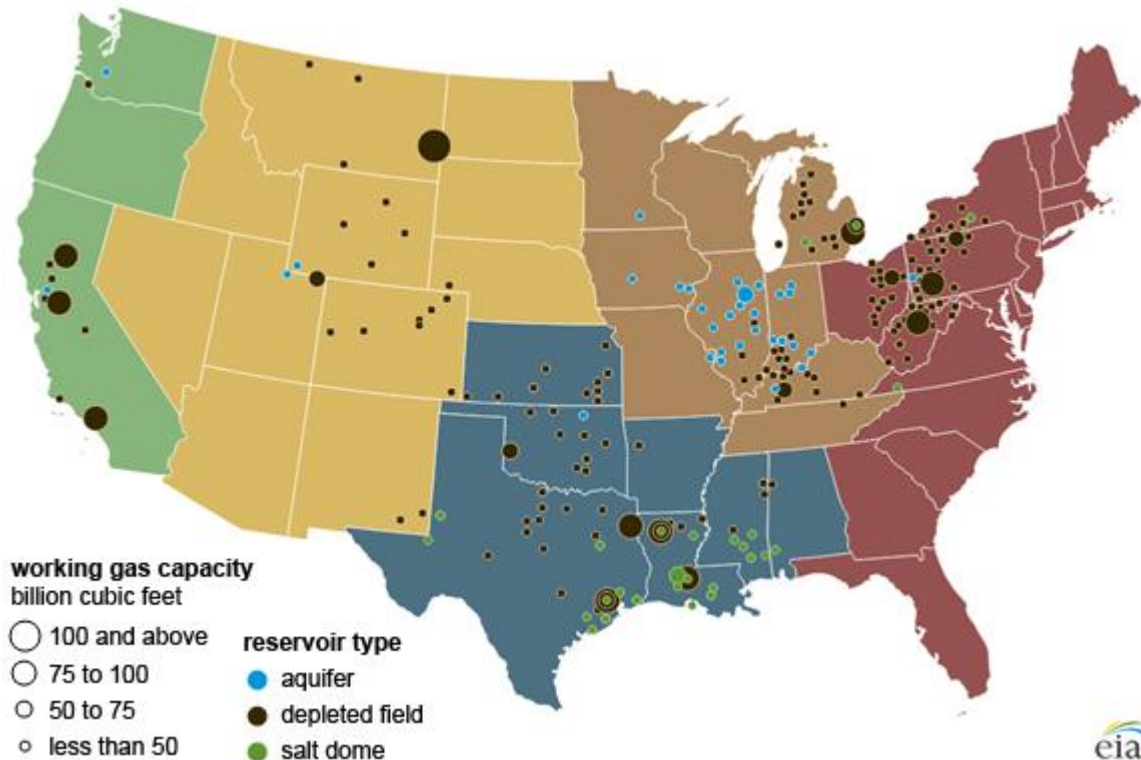 working gas capacity
billion cubic feet
100 and above
75 to 100
50 to 75
less than 50
reservoir type
aquifer
depleted field
salt dome
eia